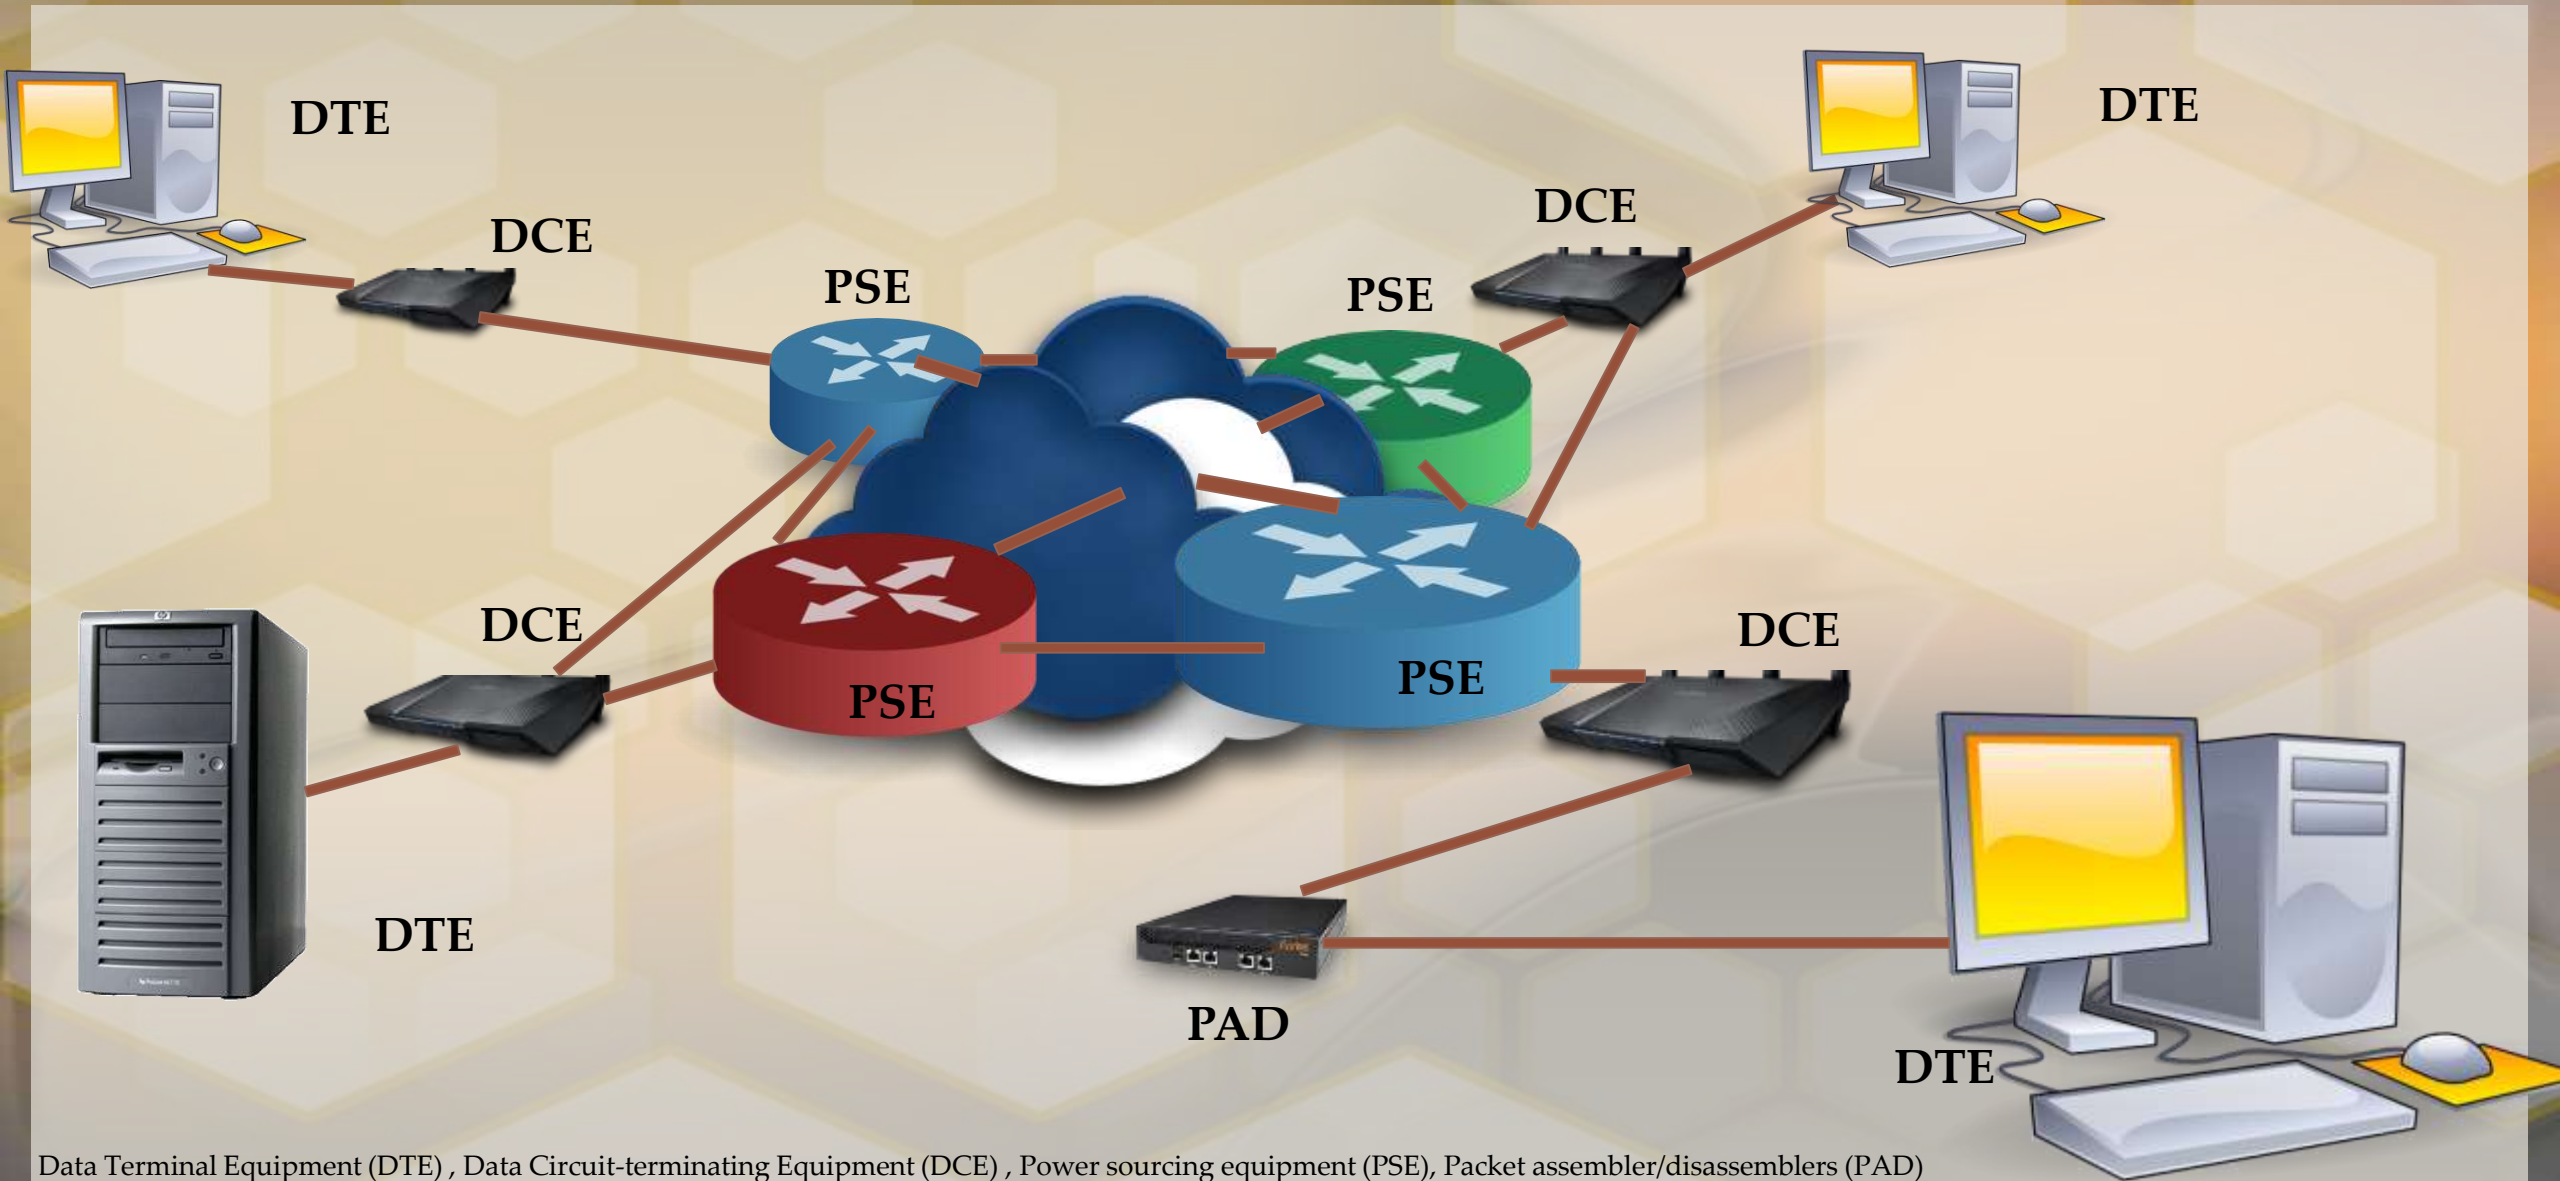 DTE
DTE
DCE
DCE
PSE
PSE
DCE
DCE
PSE
PSE
DTE
PAD
DTE
Data Terminal Equipment (DTE) , Data Circuit-terminating Equipment (DCE) , Power sourcing equipment (PSE), Packet assembler/disassemblers (PAD)